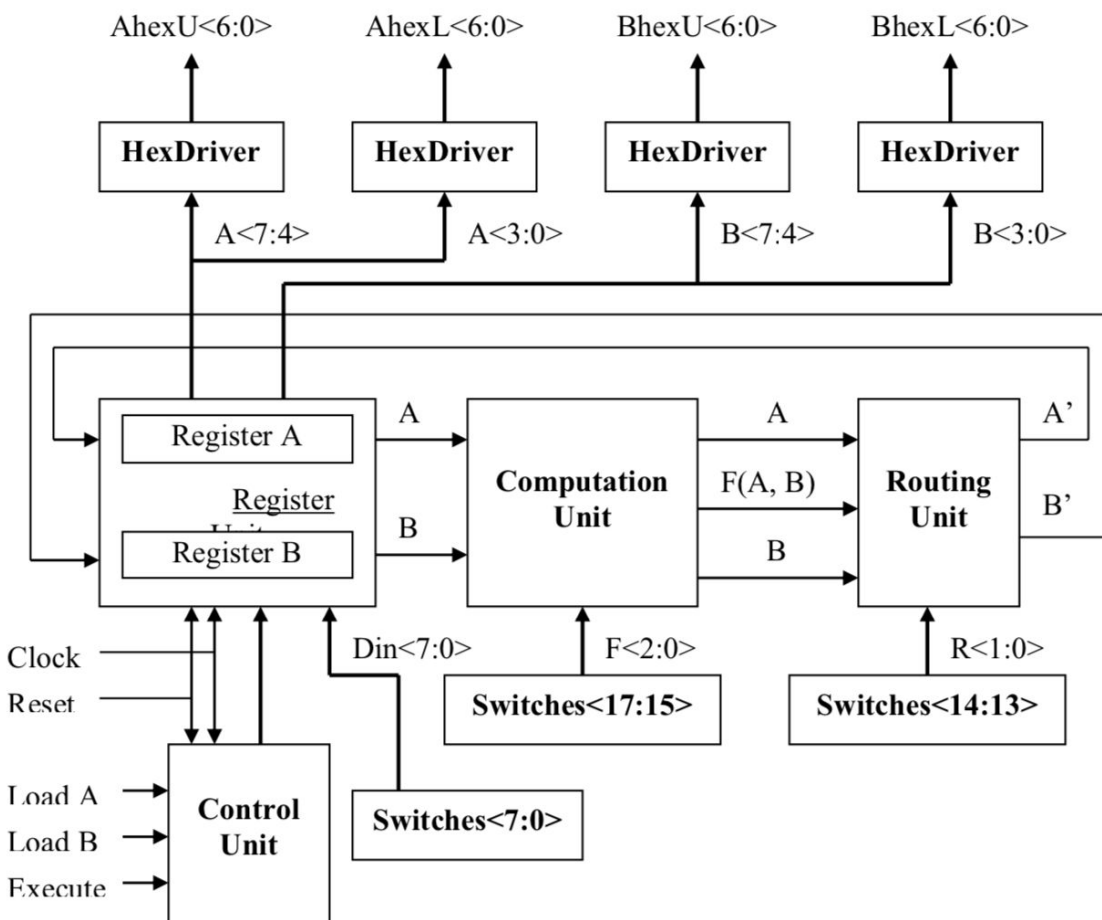 AhexU<6:0> AhexL<6:0> BhexU<6:0> BhexL<6:0>
HexDriver HexDriver HexDriver HexDriver
A<7:4> A<3:0> B<7:4> B<3:0>
Register A
Register
Register B
A
B
Computation
Unit
A
F(A, B)
B
Routing
Unit
A’
B’
Clock
Reset
Din<7:0> F<2:0> R<1:0>
Switches<17:15> Switches<14:13>
Load A
Load B
Execute
Control
Unit
Switches<7:0>